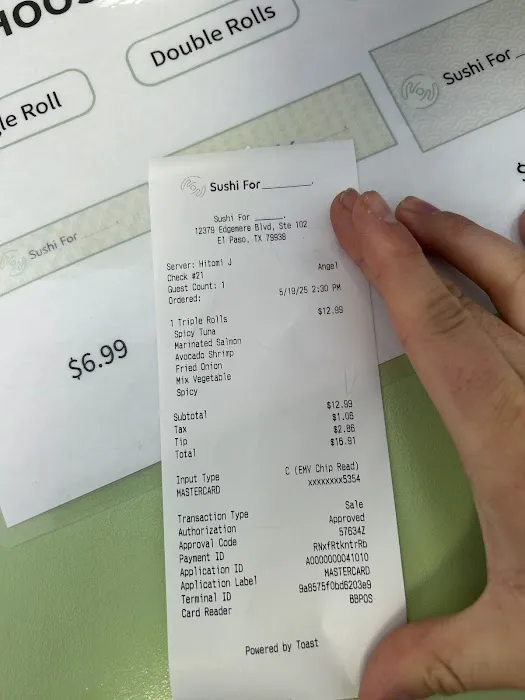 Double Rolls
le Roll
Sushi For
Sushi For
$6.99
Sushi For
Sushi For
12379 Edgemere Blvd, Ste 102
El Paso, TX 79938
Server: Hitomi J
Check #21 Angel
Guest Count: 1
Ordered: 5/19/25 2:30 PM
1 Triple Rolls $12.99
Spicy Tuna
Marinated Salmon
Avocado Shrimp
Fried Onion
Mix Vegetable
Spicy
Subtotal $12.99
Tax $1.06
Tip $2.86
Total $16.91
Input Type C (EMV Chip Read)
MASTERCARD xxxxxxxx5354
Transaction Type Sale
Authorization Approved
Approval Code 57634Z
Payment ID RNxfRtkntrRb
Application ID A0000000041010
Application Label MASTERCARD
Terminal ID 9a8575f0bd6203e9
Card Reader BBPOS
Powered by Toast